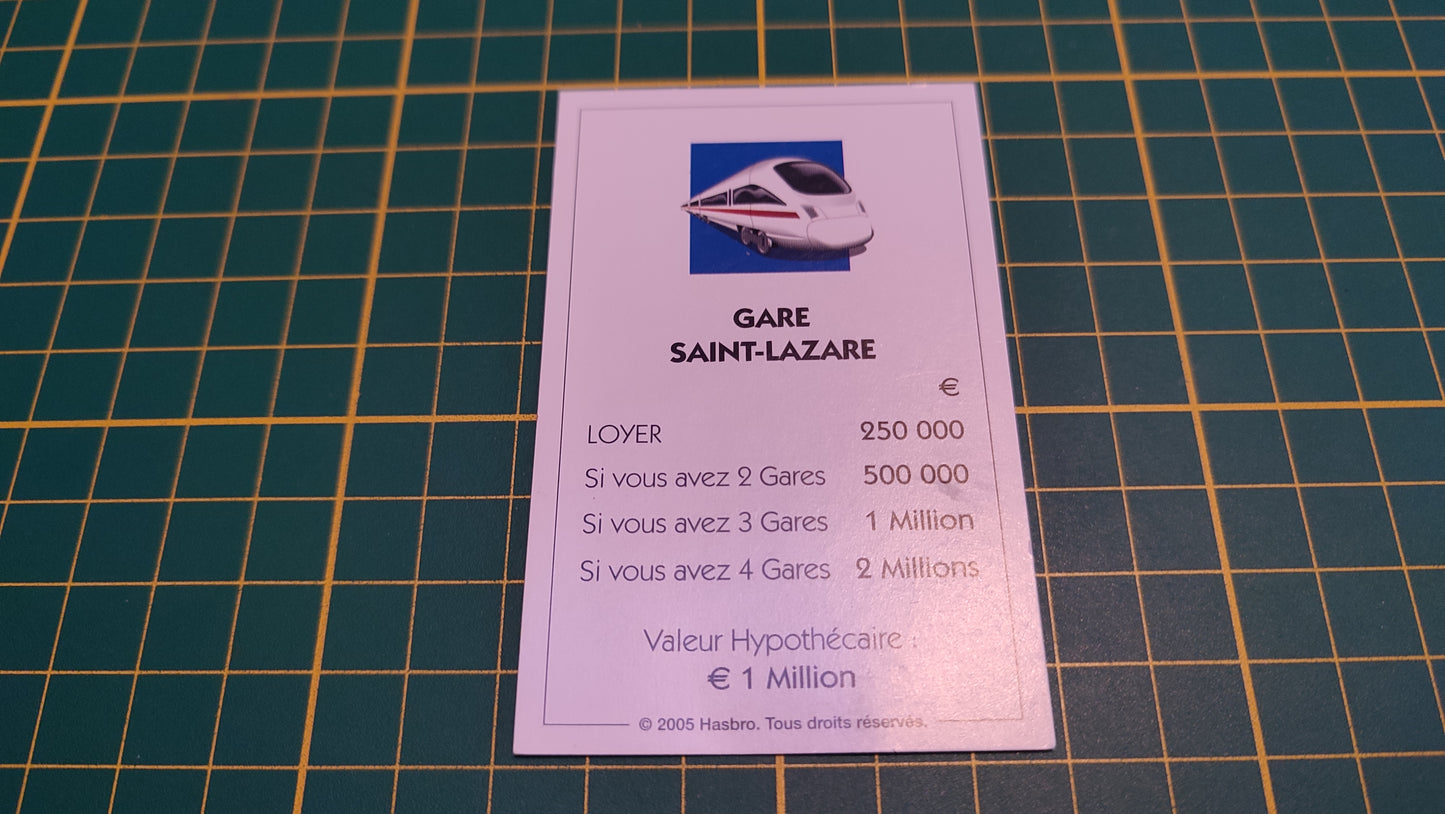 GARE
SAINT-LAZARE
€
LOYER 250 000
Si vous avez 2 Gares 500 000
Si vous avez 3 Gares 1 Million
Si vous avez 4 Gares 2 Millions
Valeur Hypothécaire :
€ 1 Million
© 2005 Hasbro. Tous droits réservés.